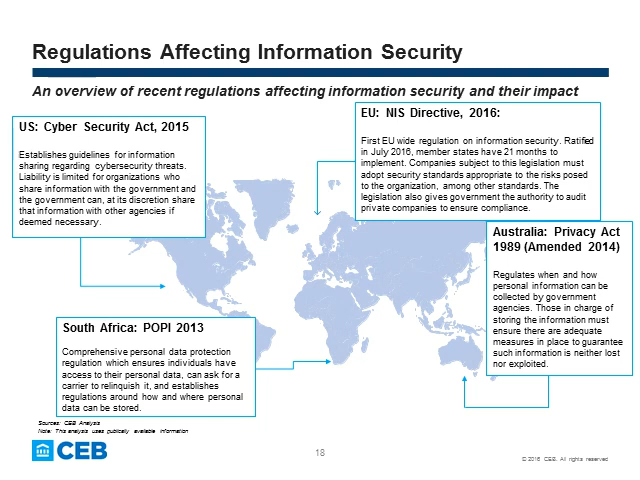 Regulations Affecting Information Security
An overview of recent regulations affecting information security and their impact
US: Cyber Security Act, 2015
Establishes guidelines for information
sharing regarding cybersecurity threats.
Liability is limited for organizations who
share information with the government and
the government can, at its discretion share
that information with other agencies if
deemed necessary.
EU: NIS Directive, 2016:
First EU wide regulation on information security. Ratified
in July 2016, member states have 21 months to
implement. Companies subject to this legislation must
adopt security standards appropriate to the risks posed
to the organization, among other standards. The
legislation also gives government the authority to audit
private companies to ensure compliance.
Australia: Privacy Act
1989 (Amended 2014)
Regulates when and how
personal information can be
collected by government
agencies. Those in charge of
storing the information must
ensure there are adequate
measures in place to guarantee
such information is neither lost
nor exploited.
South Africa: POPI 2013
Comprehensive personal data protection
regulation which ensures individuals have
access to their personal data, can ask for a
carrier to relinquish it, and establishes
regulations around how and where personal
data can be stored.
Sources: CEB Analysis
Note: This analysis uses publically available information
CEB
18
© 2016 CEB. All rights reserved